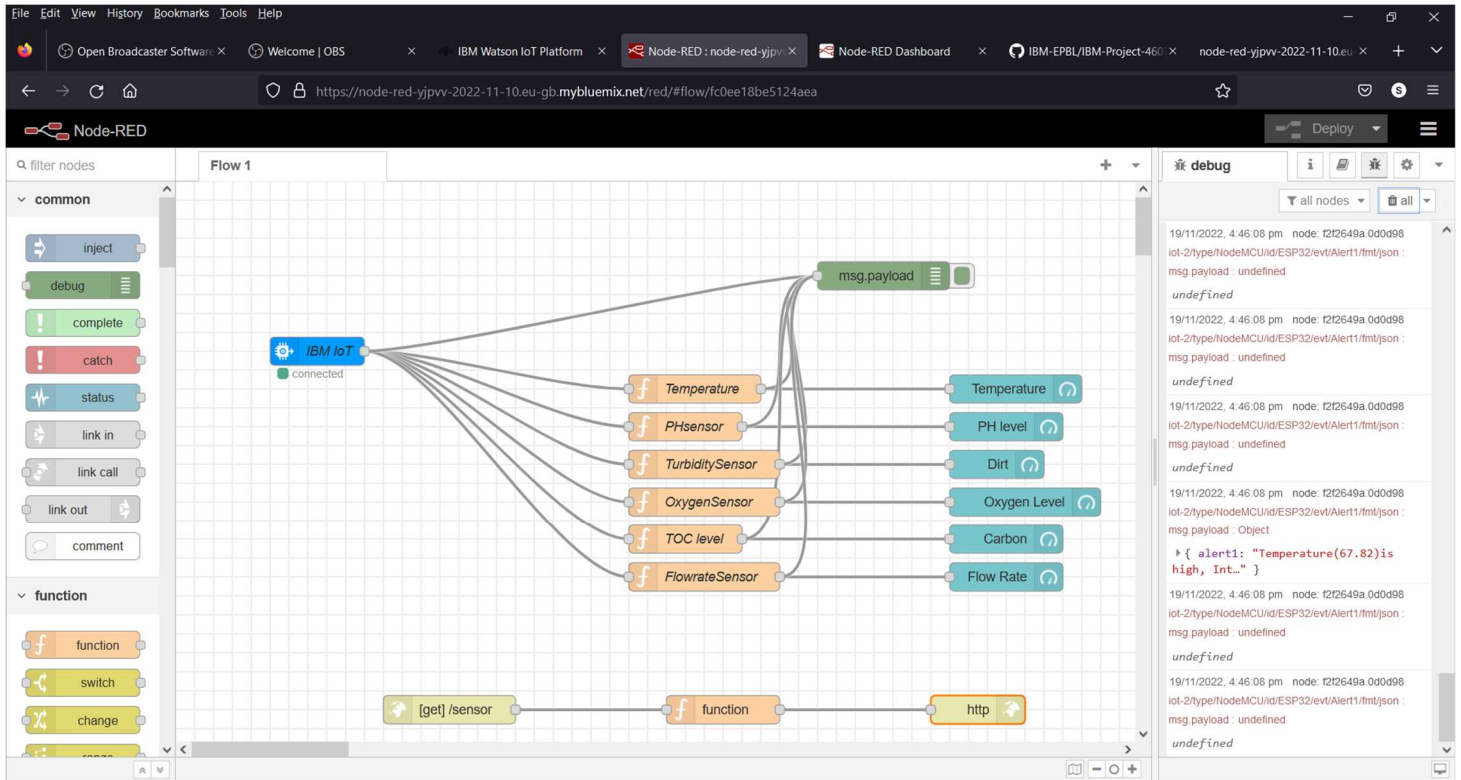 File Edit View History Bookmarks Tools Help
Open Broadcaster Software
Welcome | OBS
IBM Watson IoT Platform
Node-RED : node-red-yjpvv
Node-RED Dashboard
IBM-EPBL/IBM-Project-460
node-red-yjpvv-2022-11-10.eu-
https://node-red-yjpvv-2022-11-10.eu-gb.mybluemix.net/red/#flow/fc0ee18be5124aea
S
Node-RED
Deploy
filter nodes
common
inject
debug
complete
catch
status
link in
link call
link out
comment
function
function
switch
change
Flow 1
msg.payload
IBM IoT
connected
Temperature
Temperature
PHsensor
PH level
TurbiditySensor
Dirt
OxygenSensor
Oxygen Level
TOC level
Carbon
FlowrateSensor
Flow Rate
[get] /sensor
function
http
debug
i
all nodes
all
19/11/2022, 4:46:08 pm node: f2f2649a.0d0d98
iot-2/type/NodeMCU/id/ESP32/evt/Alert1/fmt/json :
msg.payload : undefined
undefined
19/11/2022, 4:46:08 pm node: f2f2649a.0d0d98
iot-2/type/NodeMCU/id/ESP32/evt/Alert1/fmt/json :
msg.payload : undefined
undefined
19/11/2022, 4:46:08 pm node: f2f2649a.0d0d98
iot-2/type/NodeMCU/id/ESP32/evt/Alert1/fmt/json :
msg.payload : undefined
undefined
19/11/2022, 4:46:08 pm node: f2f2649a.0d0d98
iot-2/type/NodeMCU/id/ESP32/evt/Alert1/fmt/json :
msg.payload : Object
{ alert1: "Temperature(67.82)is
high, Int…" }
19/11/2022, 4:46:08 pm node: f2f2649a.0d0d98
iot-2/type/NodeMCU/id/ESP32/evt/Alert1/fmt/json :
msg.payload : undefined
undefined
19/11/2022, 4:46:08 pm node: f2f2649a.0d0d98
iot-2/type/NodeMCU/id/ESP32/evt/Alert1/fmt/json :
msg.payload : undefined
undefined